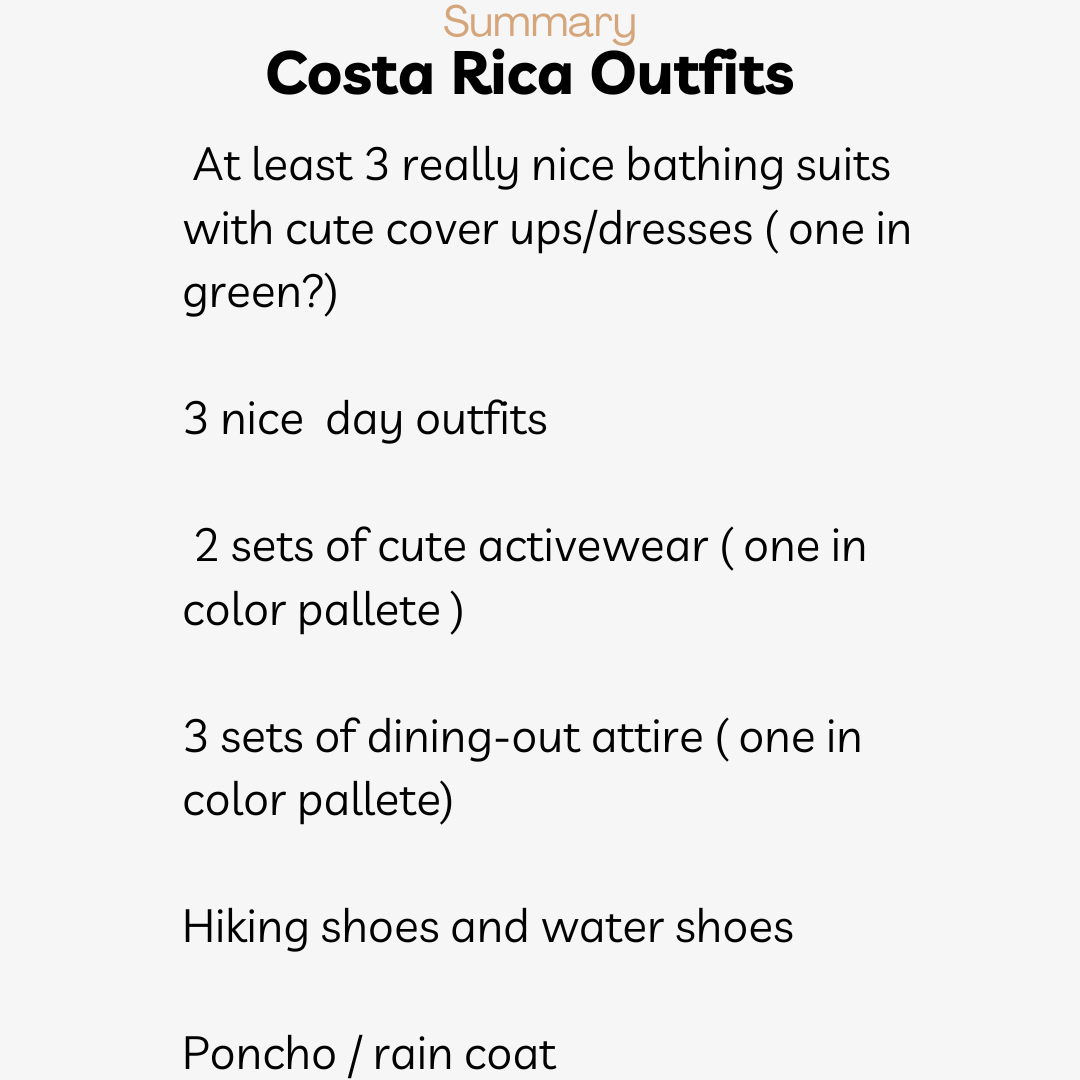 Summary
Costa Rica Outfits
At least 3 really nice bathing suits
with cute cover ups/dresses ( one in
green?)
3 nice  day outfits
2 sets of cute activewear ( one in
color pallete )
3 sets of dining-out attire ( one in
color pallete)
Hiking shoes and water shoes
Poncho / rain coat